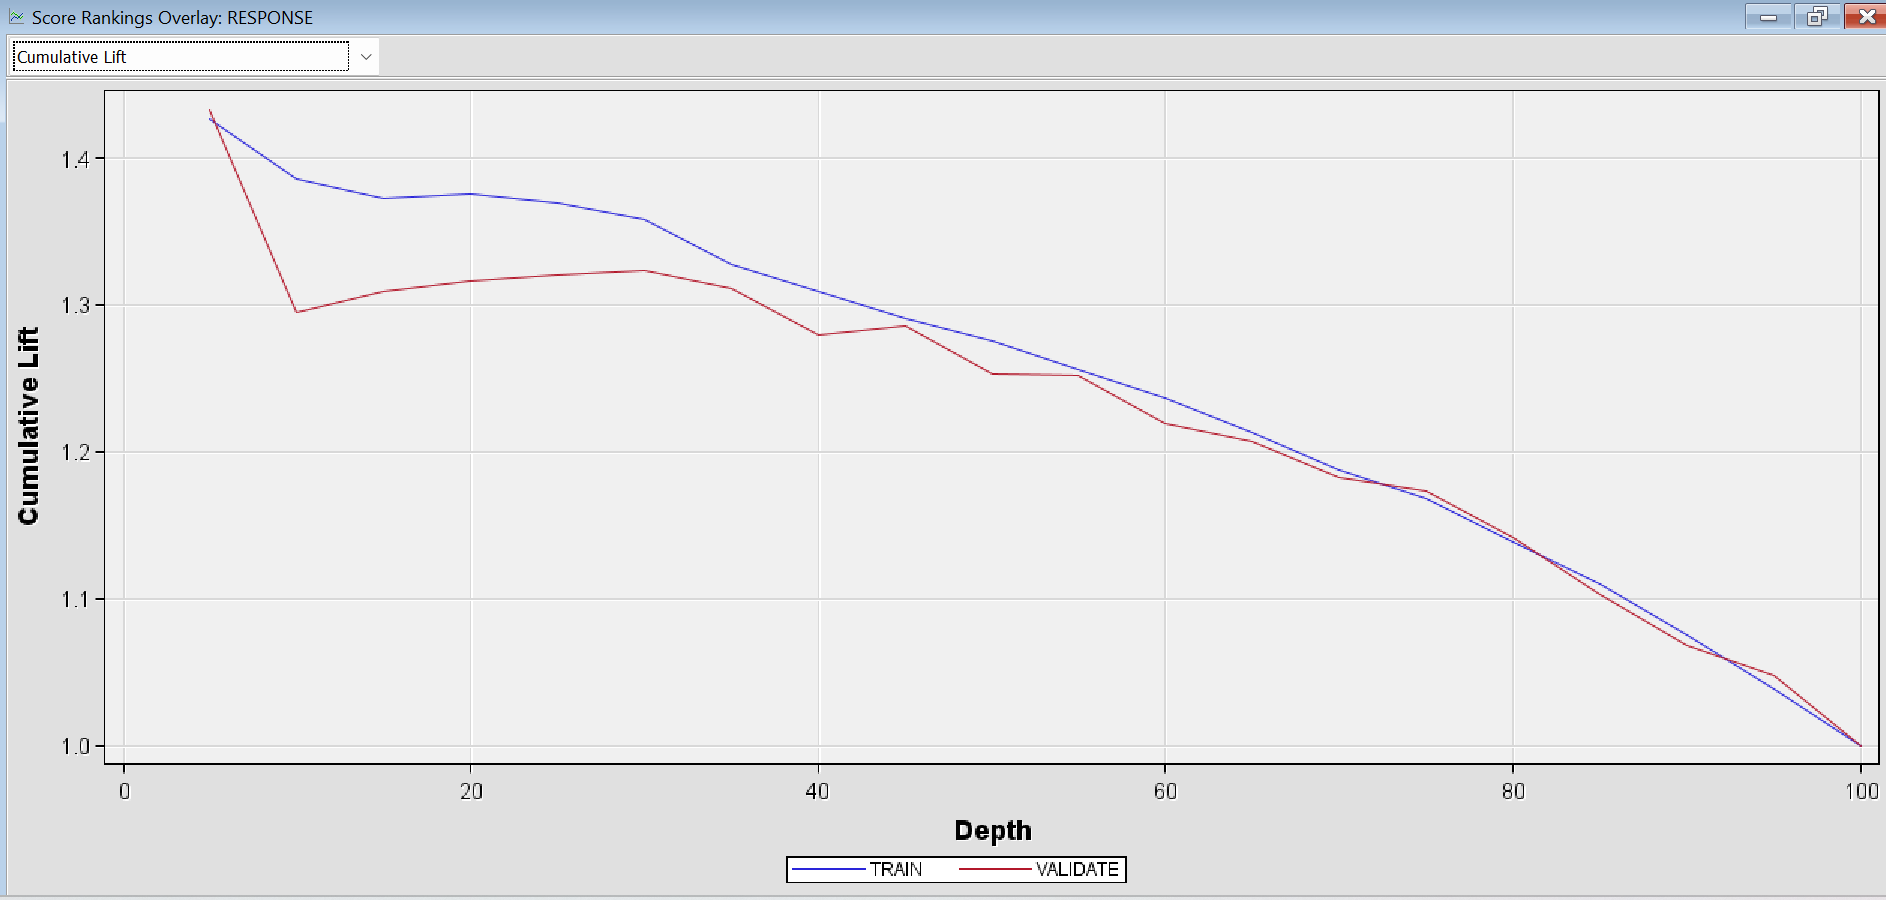 Score Rankings Overlay: RESPONSE
Cumulative Lift
1.4
1.3
1.2
1.1
1.0
Cumulative Lift
0 20 40 60 80 100
Depth
TRAIN VALIDATE